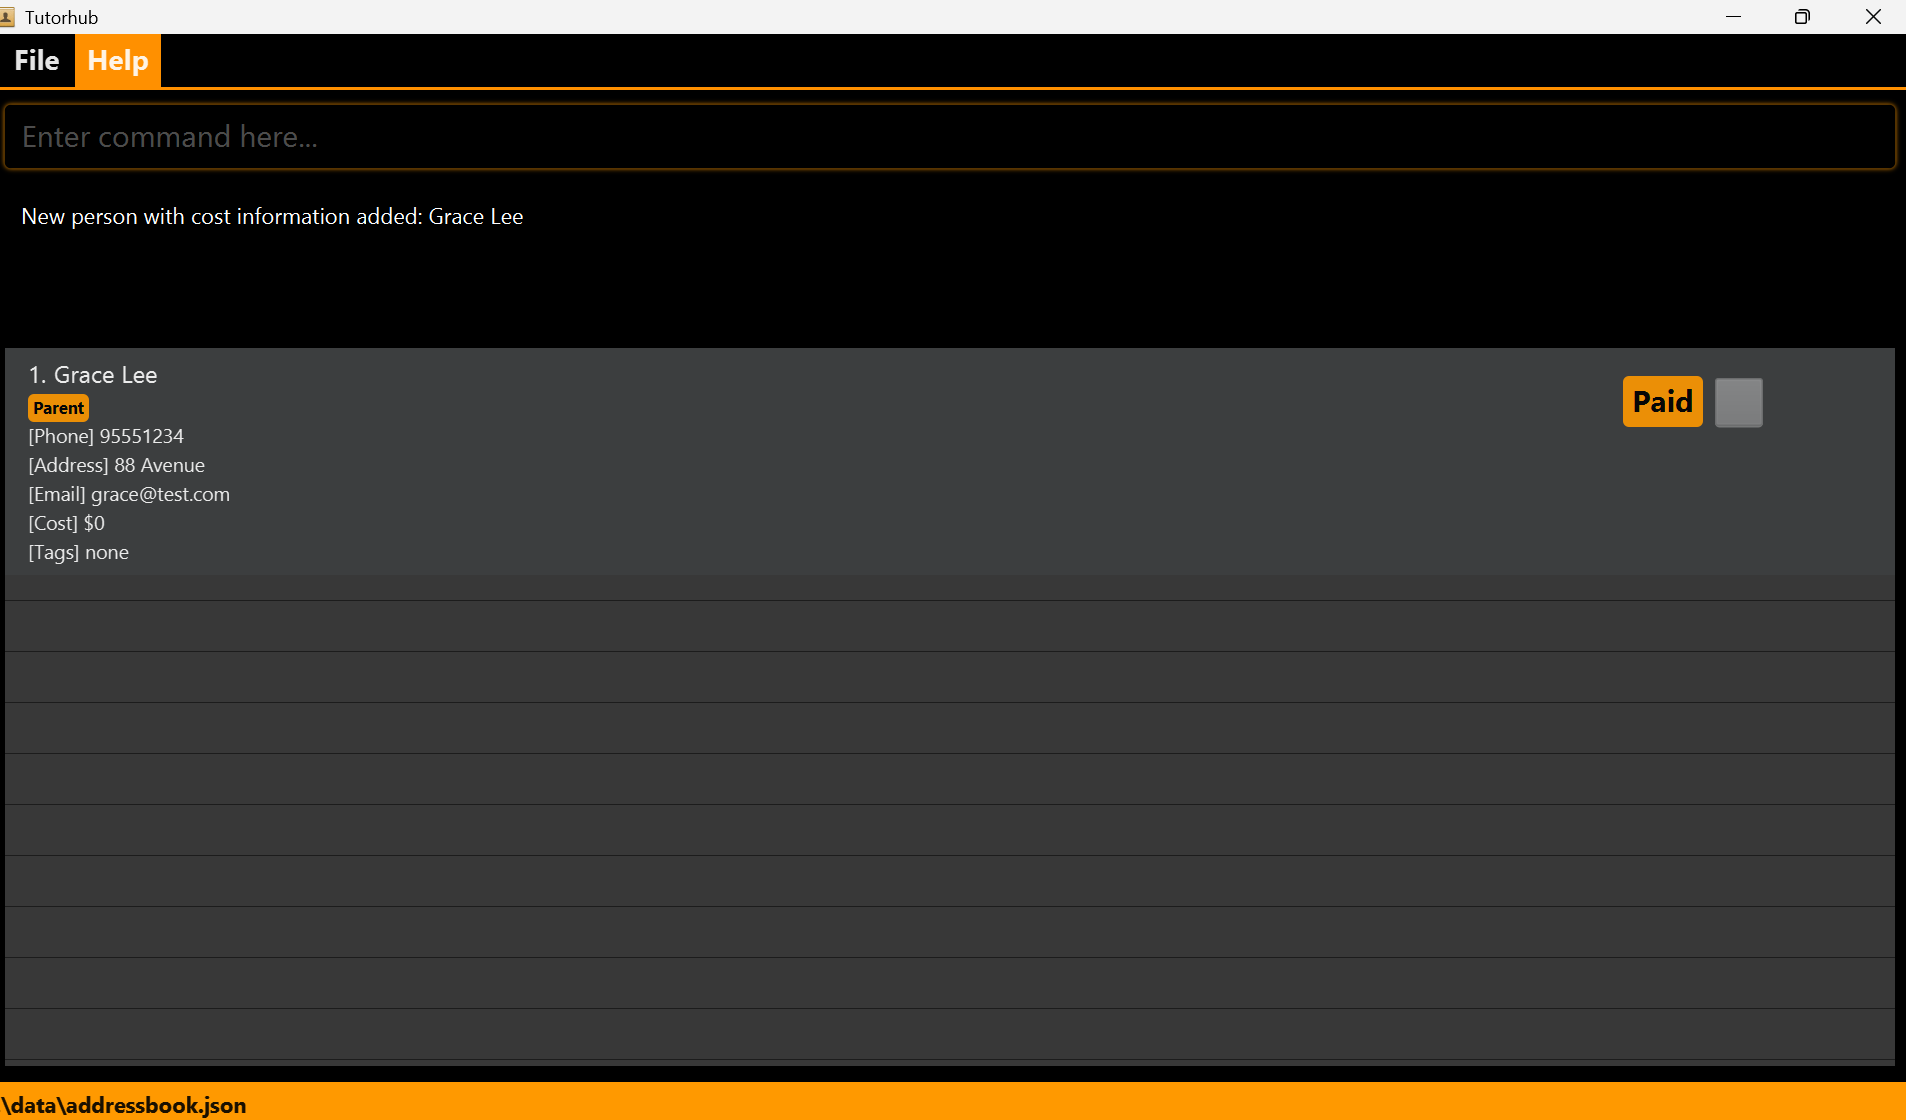 Tutorhub
File Help
Enter command here...
New person with cost information added: Grace Lee
1. Grace Lee
Parent
Paid
[Phone] 95551234
[Address] 88 Avenue
[Email] grace@test.com
[Cost] $0
[Tags] none
\data\addressbook.json